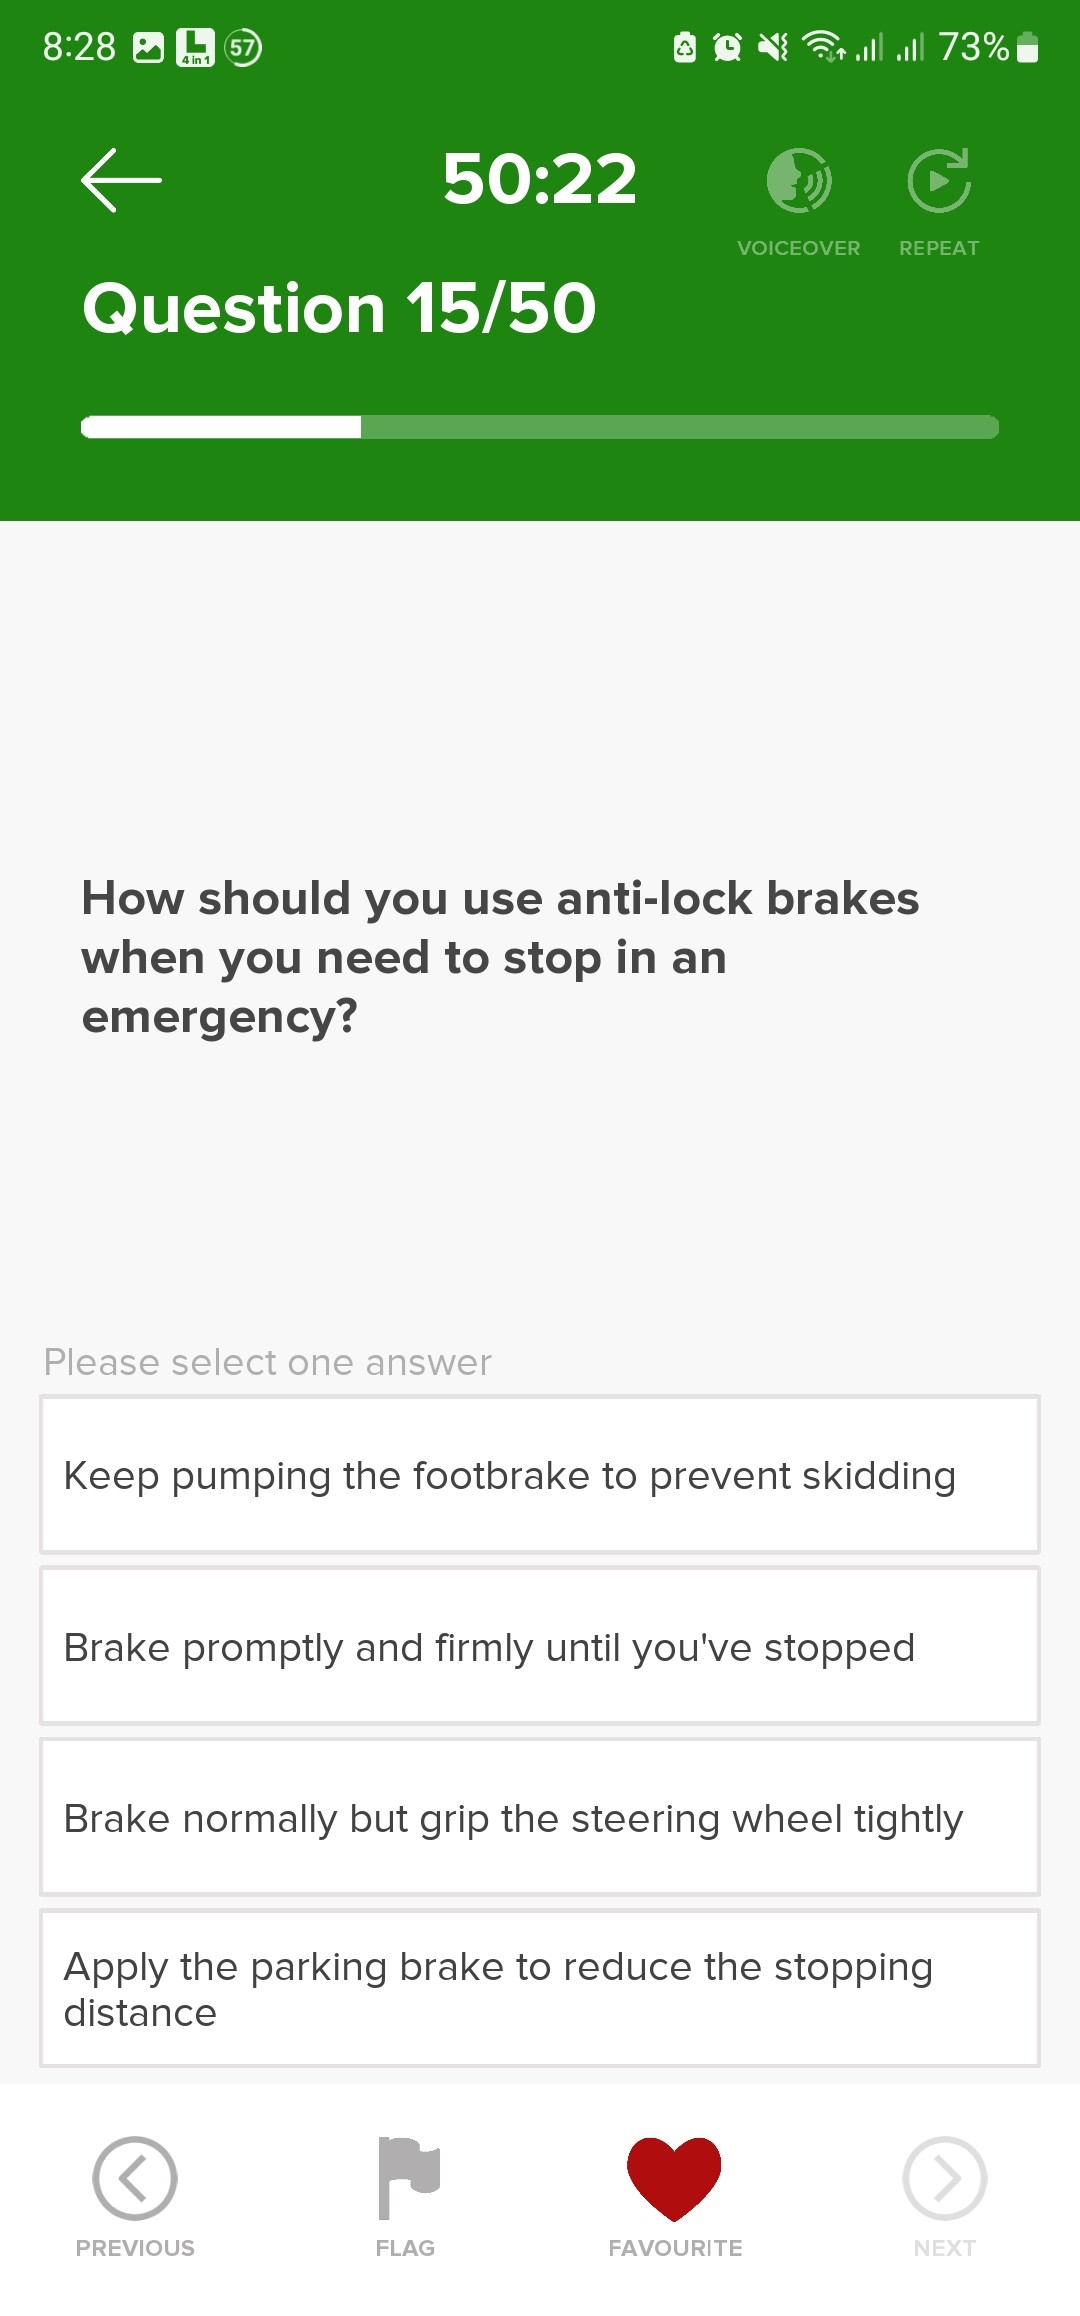 8:28 L 4 in 1 57 73%
50:22
VOICEOVER REPEAT
Question 15/50
How should you use anti-lock brakes
when you need to stop in an
emergency?
Please select one answer
Keep pumping the footbrake to prevent skidding
Brake promptly and firmly until you've stopped
Brake normally but grip the steering wheel tightly
Apply the parking brake to reduce the stopping
distance
PREVIOUS FLAG FAVOURITE NEXT